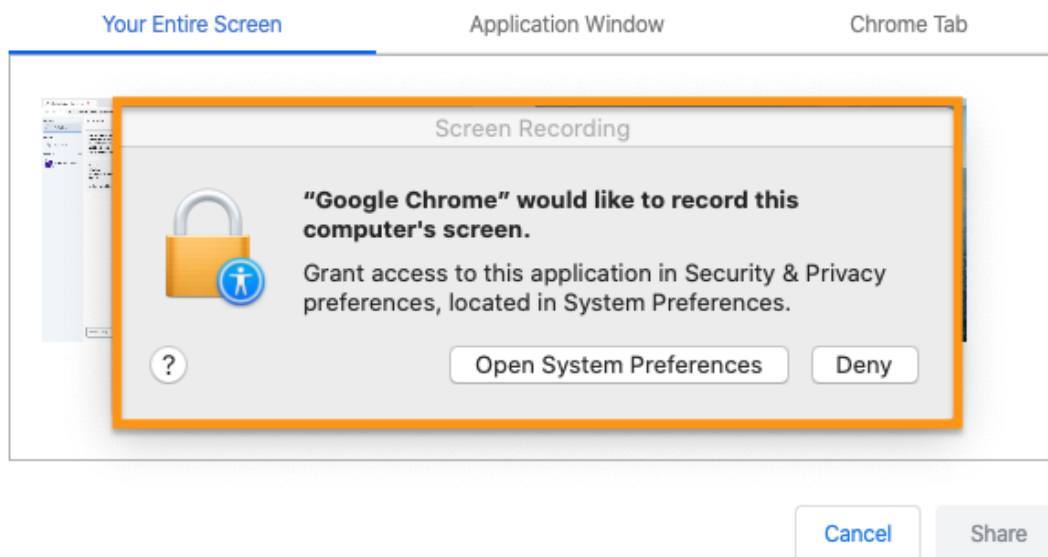 Your Entire Screen Application Window Chrome Tab
Screen Recording
“Google Chrome” would like to record this
computer's screen.
Grant access to this application in Security & Privacy
preferences, located in System Preferences.
? Open System Preferences Deny
Cancel Share